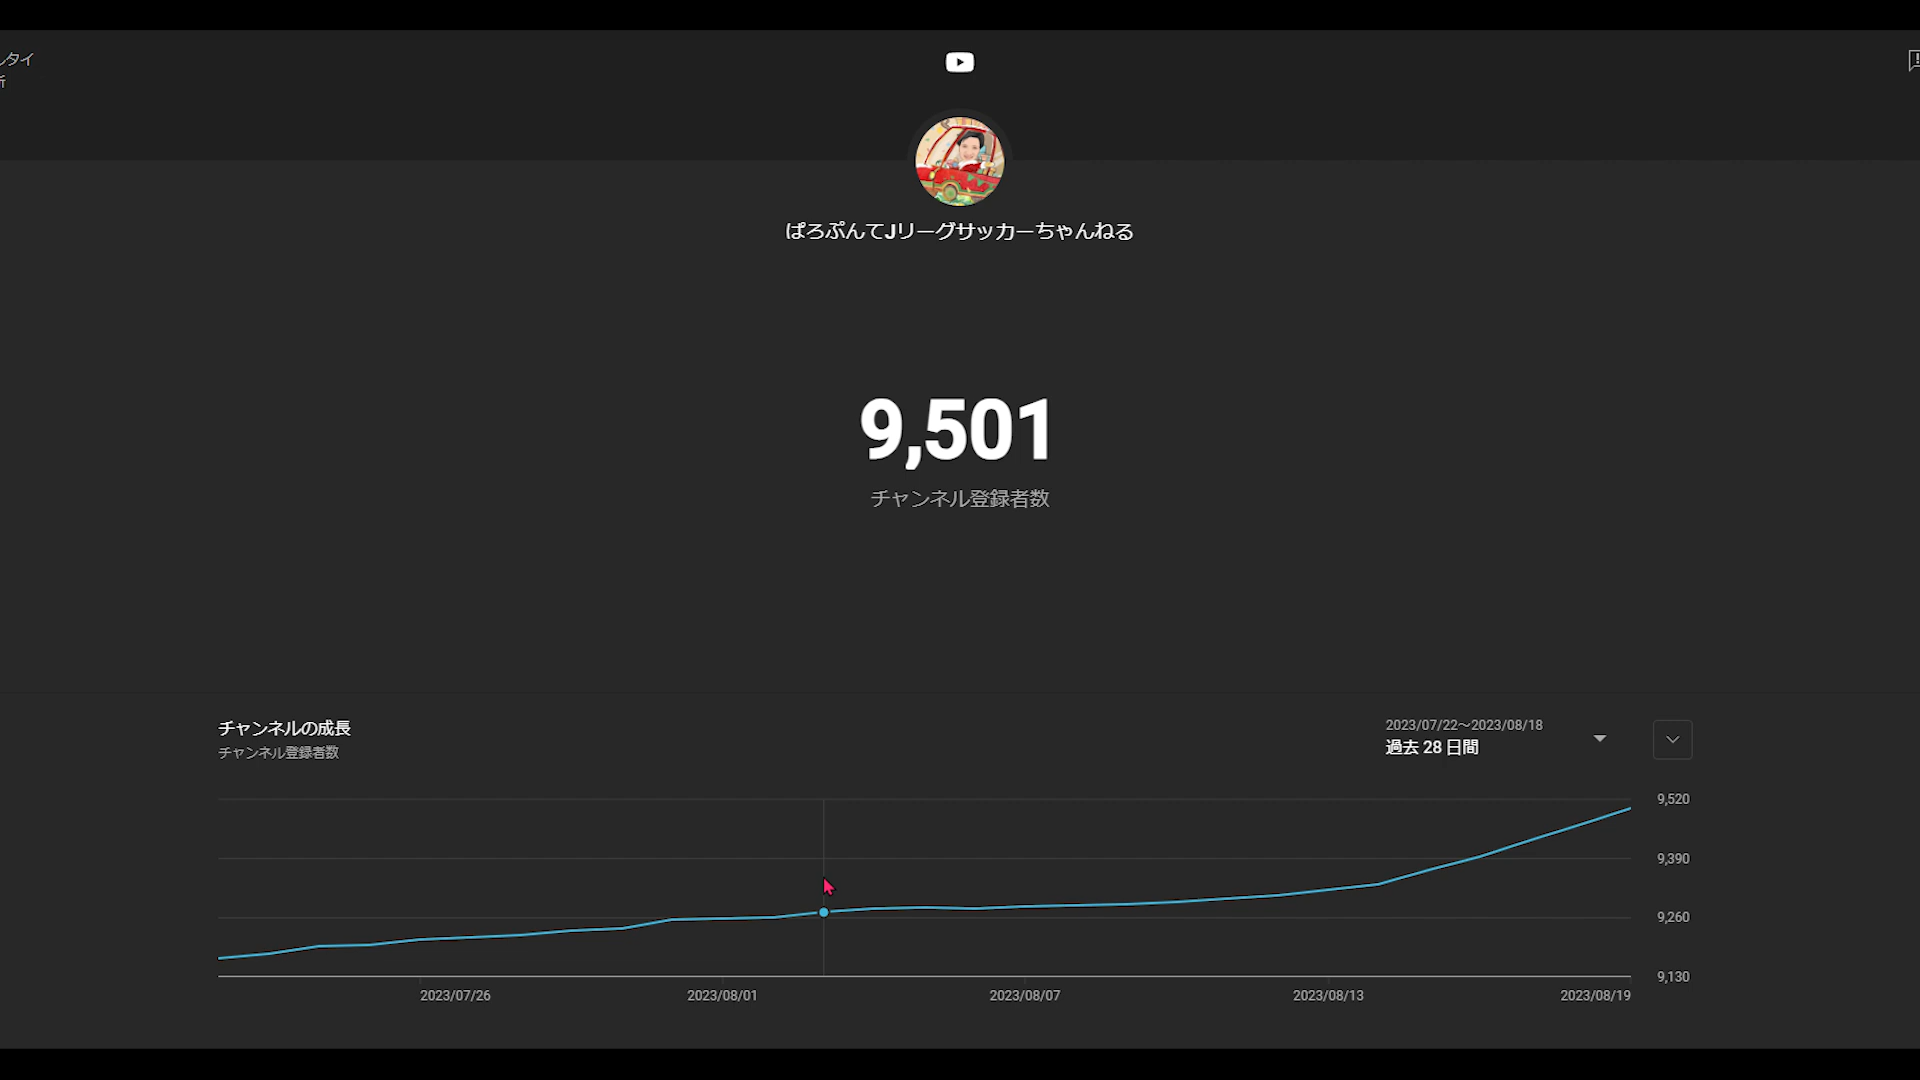 タイ
ぱろぷんてJリーグサッカーちゃんねる
9,501
チャンネル登録者数
チャンネルの成長
チャンネル登録者数
2023/07/22～2023/08/18
過去 28 日間
9,520
9,390
9,260
9,130
2023/07/26
2023/08/01
2023/08/07
2023/08/13
2023/08/19